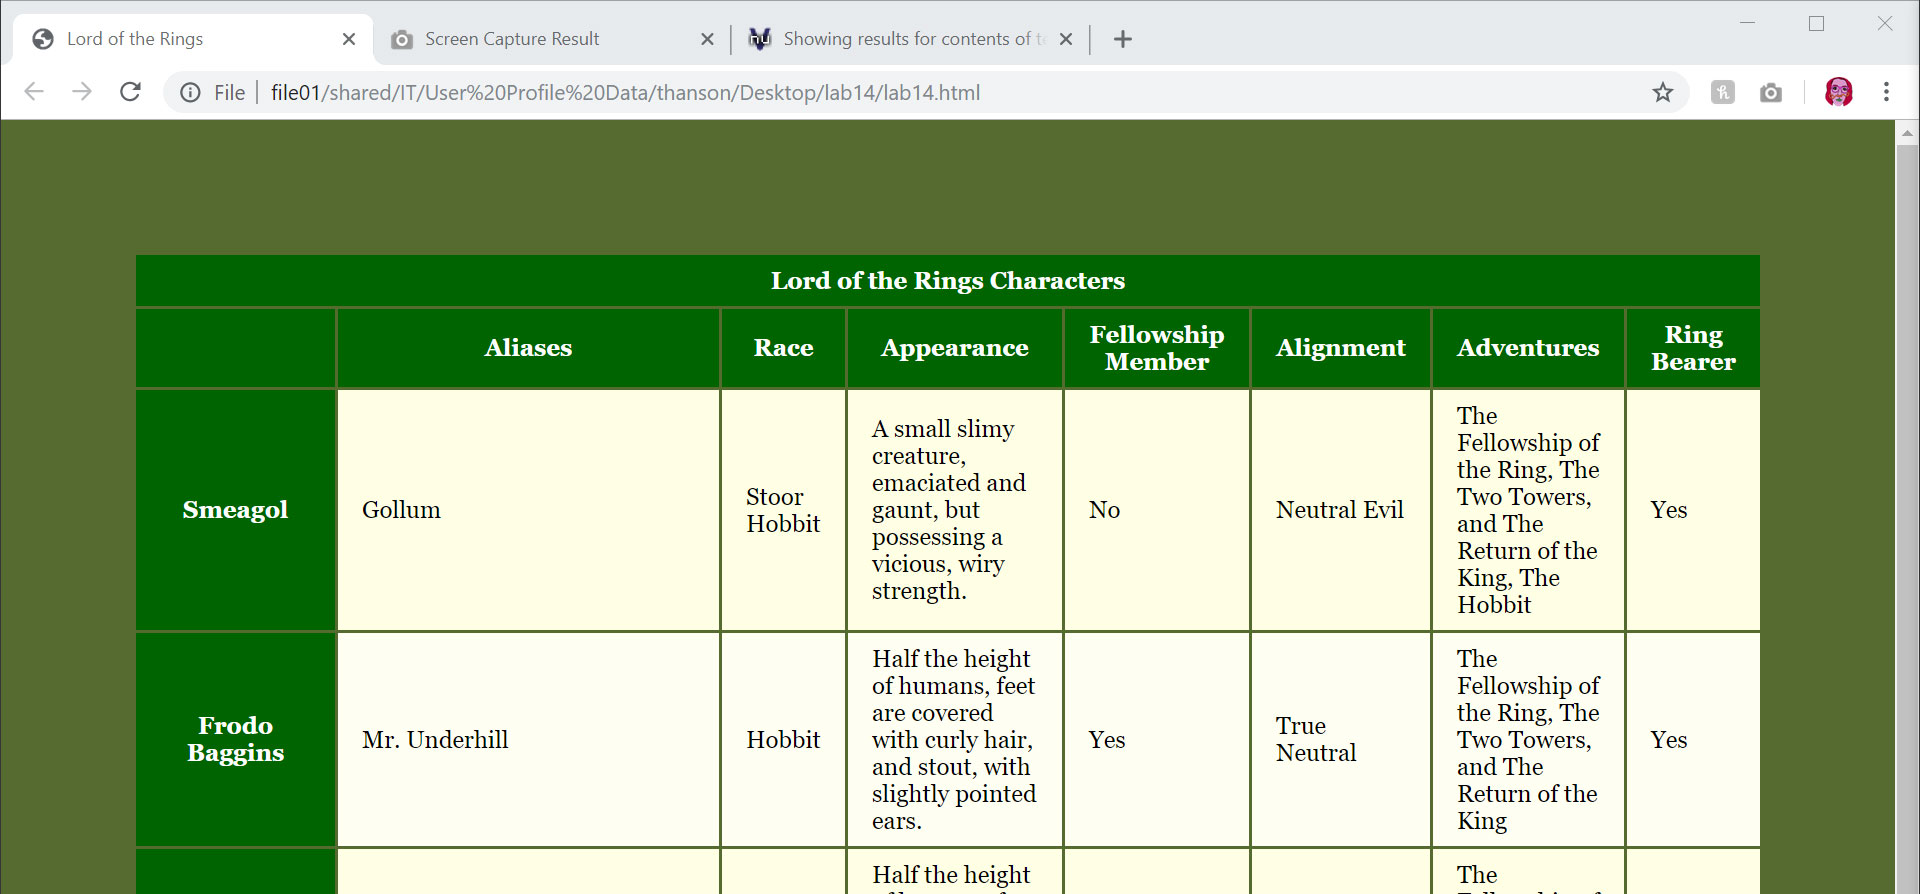 Lord of the Rings
Screen Capture Result
Showing results for contents of te
File
file01/shared/IT/User%20Profile%20Data/thanson/Desktop/lab14/lab14.html
Lord of the Rings Characters
Aliases
Race
Appearance
Fellowship
Member
Alignment
Adventures
Ring
Bearer
Smeagol
Gollum
Stoor
Hobbit
A small slimy
creature,
emaciated and
gaunt, but
possessing a
vicious, wiry
strength.
No
Neutral Evil
The
Fellowship of
the Ring, The
Two Towers,
and The
Return of the
King, The
Hobbit
Yes
Frodo
Baggins
Mr. Underhill
Hobbit
Half the height
of humans, feet
are covered
with curly hair,
and stout, with
slightly pointed
ears.
Yes
True
Neutral
The
Fellowship of
the Ring, The
Two Towers,
and The
Return of the
King
Yes
Half the height
The